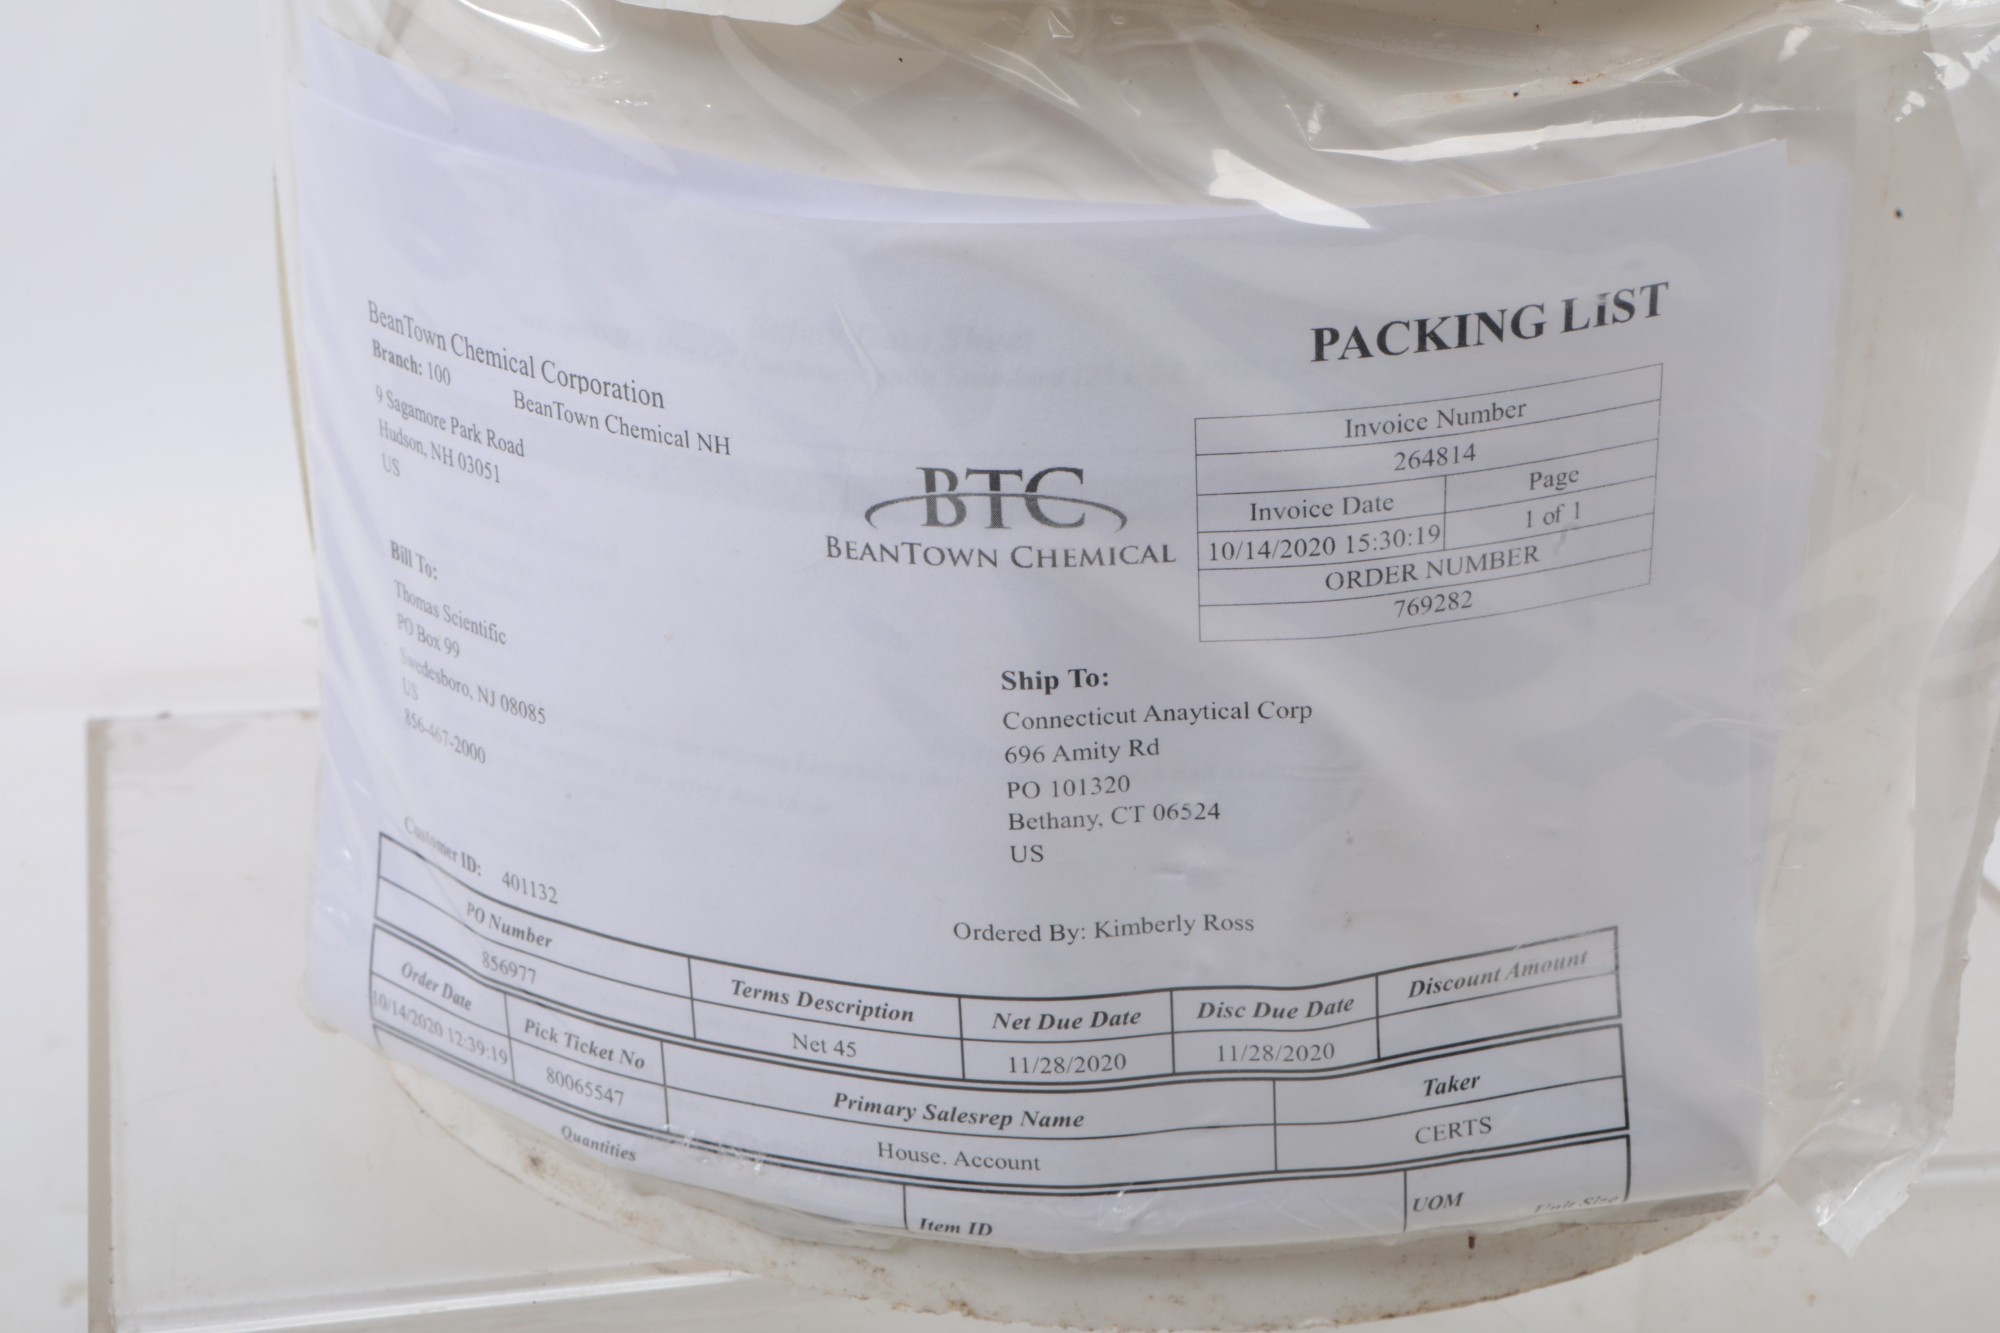 PACKING LIST
BeanTown Chemical Corporation
Branch: 100 BeanTown Chemical NH
9 Sagamore Park Road
Hudson, NH 03051
US
BTC
BEANTOWN CHEMICAL
Invoice Number
264814
Invoice Date Page
10/14/2020 15:30:19 1 of 1
ORDER NUMBER
769282
Bill To:
Thomas Scientific
PO Box 99
Swedesboro, NJ 08085
US
856-467-2000
Ship To:
Connecticut Anaytical Corp
696 Amity Rd
PO 101320
Bethany, CT 06524
US
Customer ID: 401132
Ordered By: Kimberly Ross
PO Number Terms Description Net Due Date Disc Due Date Discount Amount
856977 Net 45 11/28/2020 11/28/2020
Order Date Pick Ticket No Primary Salesrep Name Taker
10/14/2020 12:39:19 80065547 House. Account CERTS
Quantities Item ID UOM Unit Size